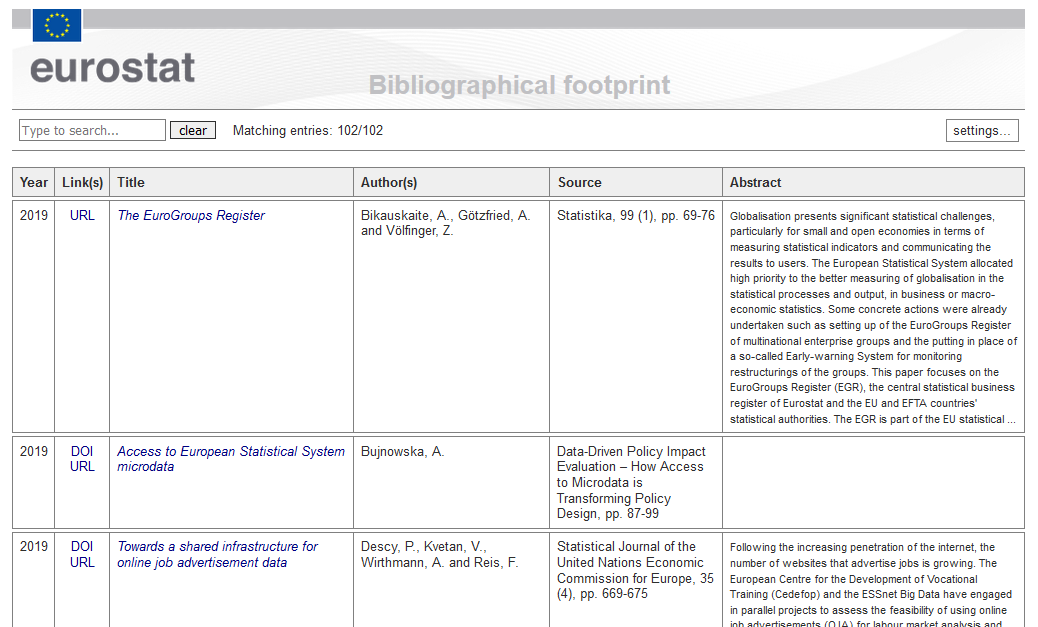 eurostat
Bibliographical footprint
Type to search... clear Matching entries: 102/102 settings...
Year Link(s) Title Author(s) Source Abstract
2019
URL
The EuroGroups Register
Bikauskaite, A., Götzfried, A.
and Völfinger, Z.
Statistika, 99 (1), pp. 69-76
Globalisation presents significant statistical challenges,
particularly for small and open economies in terms of
measuring statistical indicators and communicating the
results to users. The European Statistical System allocated
high priority to the better measuring of globalisation in the
statistical processes and output, in business or macro-
economic statistics. Some concrete actions were already
undertaken such as setting up of the EuroGroups Register
of multinational enterprise groups and the putting in place of
a so-called Early-warning System for monitoring
restructurings of the groups. This paper focuses on the
EuroGroups Register (EGR), the central statistical business
register of Eurostat and the EU and EFTA countries'
statistical authorities. The EGR is part of the EU statistical ...
2019
DOI
URL
Access to European Statistical System
microdata
Bujnowska, A.
Data-Driven Policy Impact
Evaluation – How Access
to Microdata is
Transforming Policy
Design, pp. 87-99
2019
DOI
URL
Towards a shared infrastructure for
online job advertisement data
Descy, P., Kvetan, V.,
Wirthmann, A. and Reis, F.
Statistical Journal of the
United Nations Economic
Commission for Europe, 35
(4), pp. 669-675
Following the increasing penetration of the internet, the
number of websites that advertise jobs is growing. The
European Centre for the Development of Vocational
Training (Cedefop) and the ESSnet Big Data have engaged
in parallel projects to assess the feasibility of using online
job advertisements (OJA) for labour market analysis and